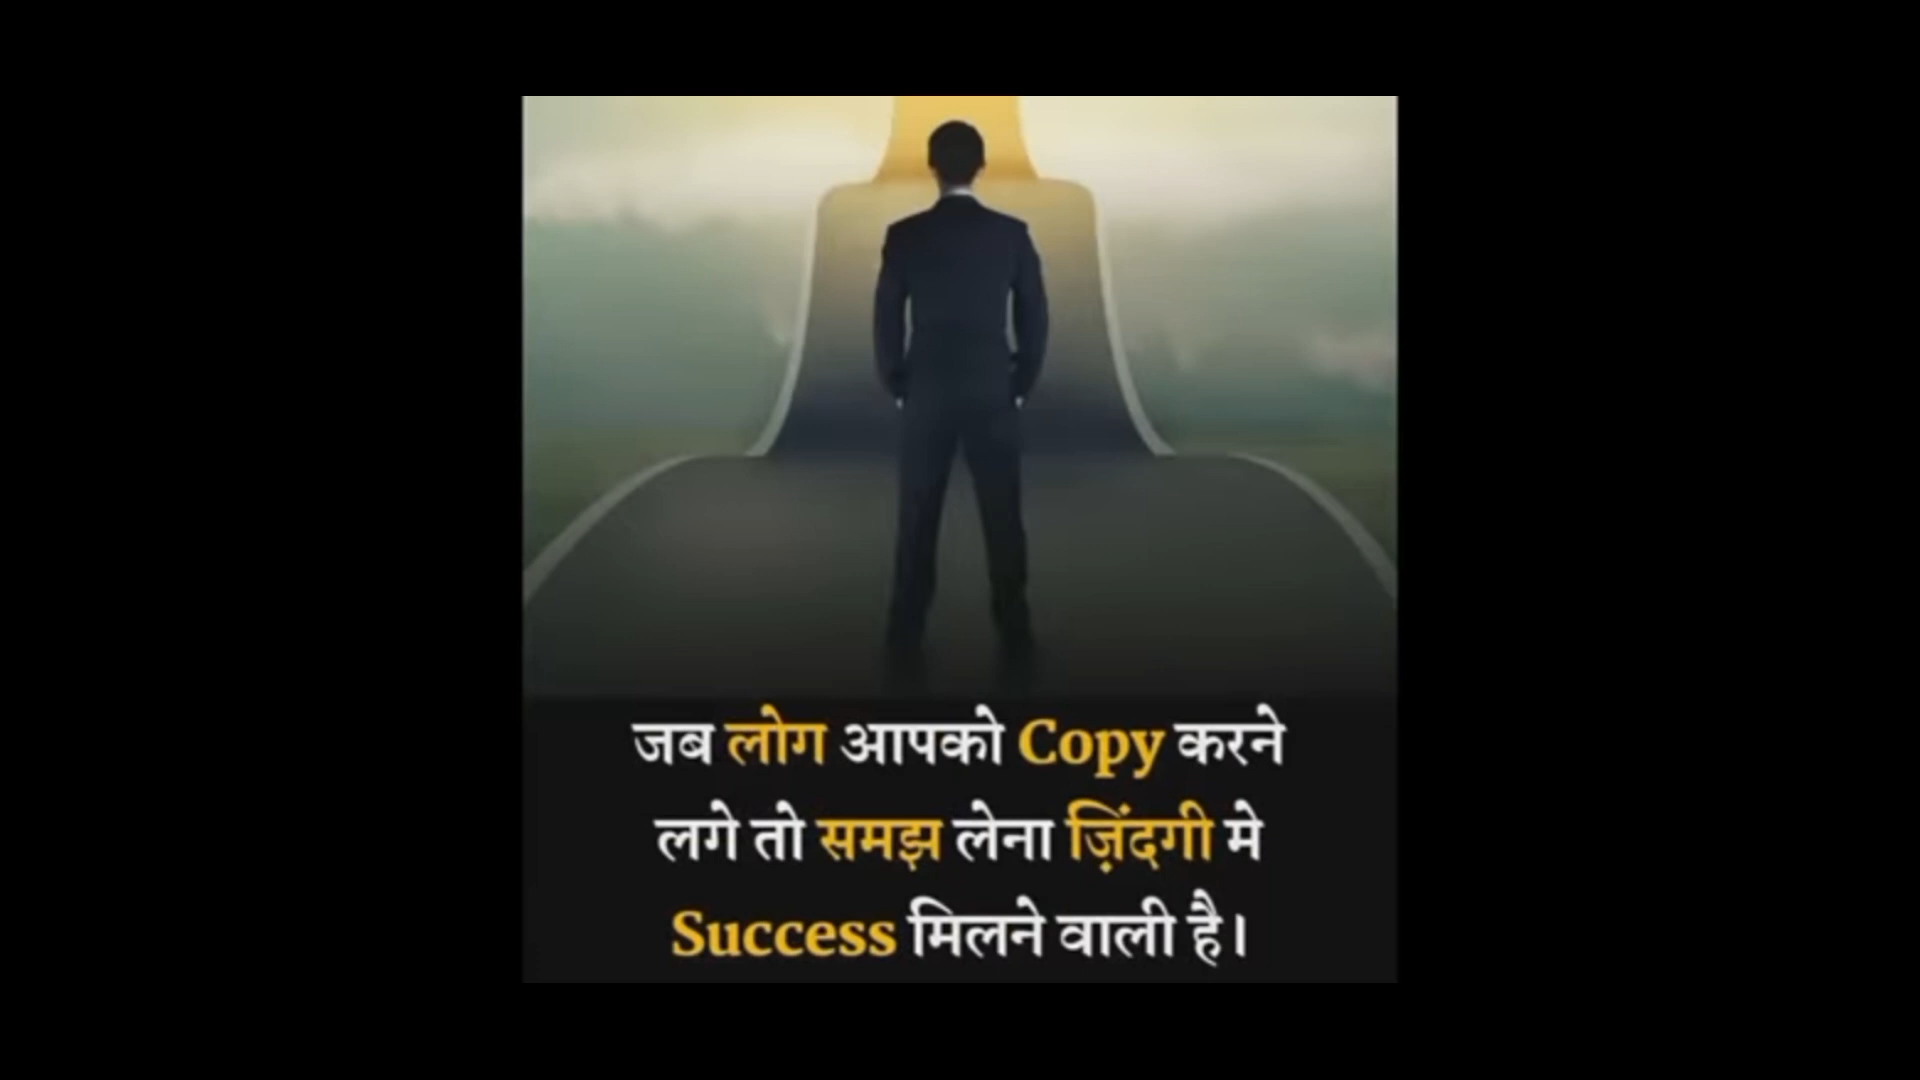 जब लोग आपको Copy करने
लगे तो समझ लेना ज़िंदगी मे
Success मिलने वाली है।